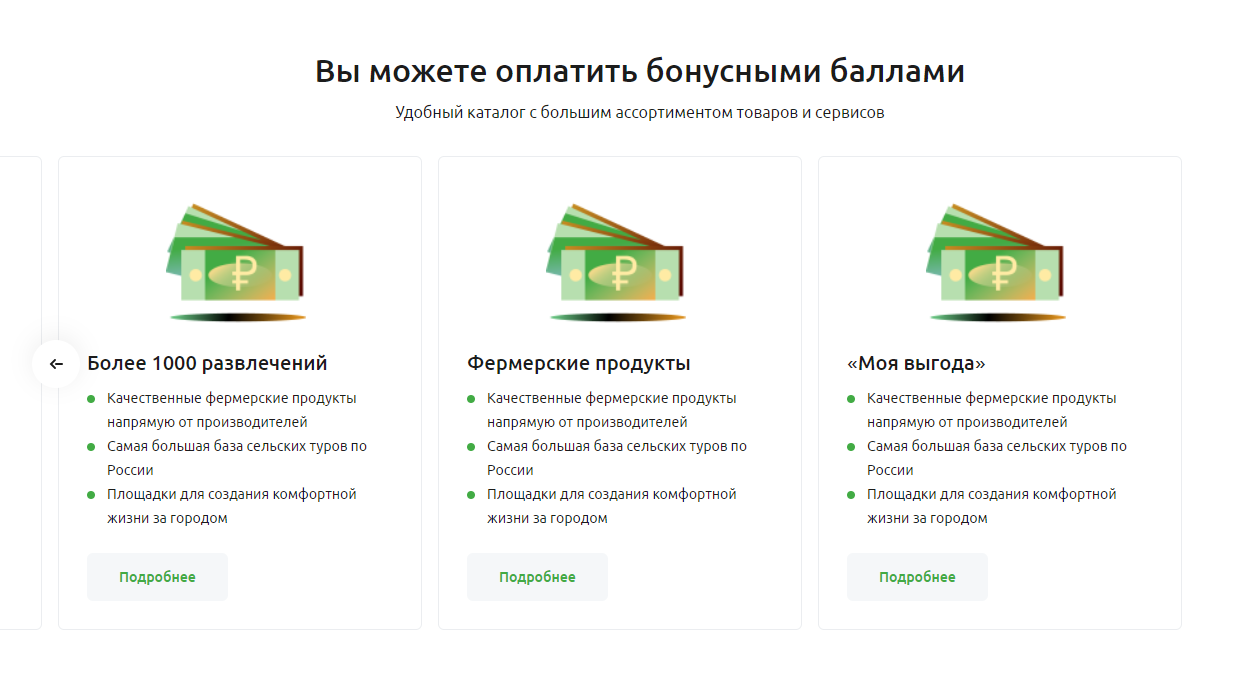 Вы можете оплатить бонусными баллами
Удобный каталог с большим ассортиментом товаров и сервисов
Более 1000 развлечений
Качественные фермерские продукты
напрямую от производителей
Самая большая база сельских туров по
России
Площадки для создания комфортной
жизни за городом
Подробнее
Фермерские продукты
Качественные фермерские продукты
напрямую от производителей
Самая большая база сельских туров по
России
Площадки для создания комфортной
жизни за городом
Подробнее
«Моя выгода»
Качественные фермерские продукты
напрямую от производителей
Самая большая база сельских туров по
России
Площадки для создания комфортной
жизни за городом
Подробнее